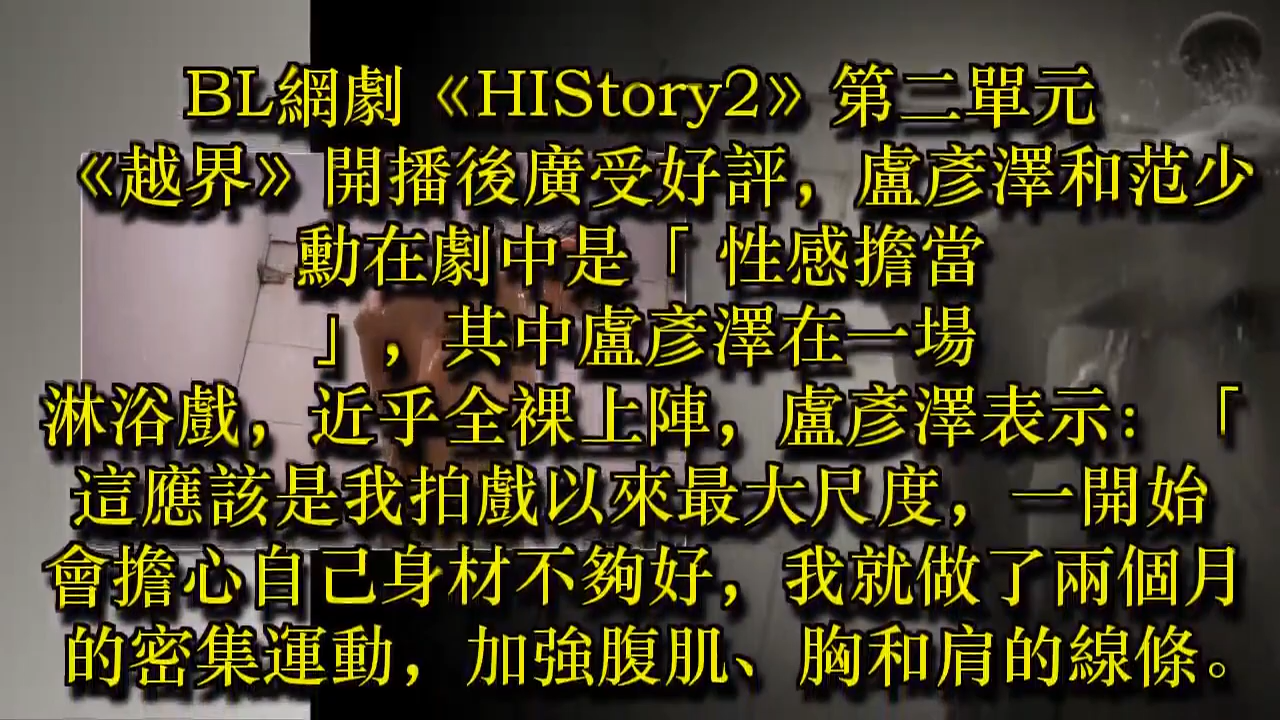 BL網劇《HIStory2》第二單元
《越界》開播後廣受好評，盧彥澤和范少
勳在劇中是「 性感擔當
」，其中盧彥澤在一場
淋浴戲，近乎全裸上陣，盧彥澤表示：「
這應該是我拍戲以來最大尺度，一開始
會擔心自己身材不夠好，我就做了兩個月
的密集運動，加強腹肌、胸和肩的線條。